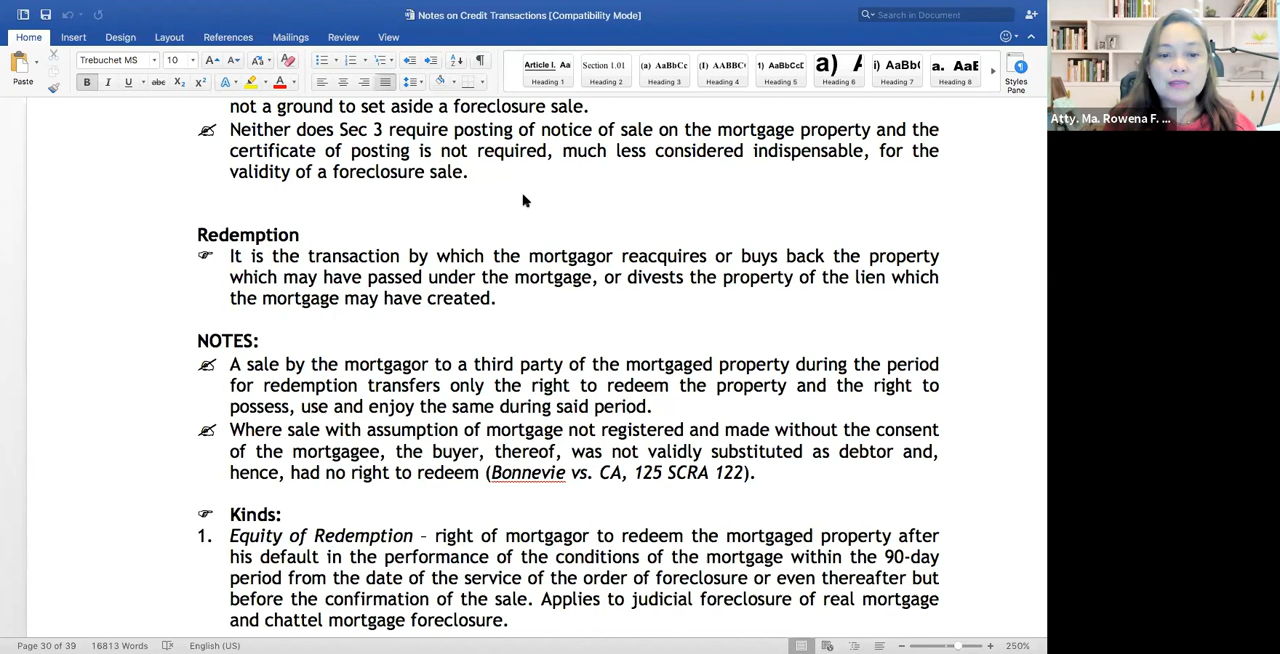 Notes on Credit Transactions [Compatibility Mode]
Search in Document
Home Insert Design Layout References Mailings Review View
Paste
Trebuchet MS 10
B I U abc X₂ X²
Article I. Aa Section 1.01 (a) AaBbCc (I) AABBC( 1) AaBbCcD a) A i) AaBb( a. AaE
Heading 1 Heading 2 Heading 3 Heading 4 Heading 5 Heading 6 Heading 7 Heading 8
Styles
Pane
Atty. Ma. Rowena F. ...
not a ground to set aside a foreclosure sale.
Neither does Sec 3 require posting of notice of sale on the mortgage property and the
certificate of posting is not required, much less considered indispensable, for the
validity of a foreclosure sale.
Redemption
It is the transaction by which the mortgagor reacquires or buys back the property
which may have passed under the mortgage, or divests the property of the lien which
the mortgage may have created.
NOTES:
A sale by the mortgagor to a third party of the mortgaged property during the period
for redemption transfers only the right to redeem the property and the right to
possess, use and enjoy the same during said period.
Where sale with assumption of mortgage not registered and made without the consent
of the mortgagee, the buyer, thereof, was not validly substituted as debtor and,
hence, had no right to redeem (Bonnevie vs. CA, 125 SCRA 122).
Kinds:
1. Equity of Redemption – right of mortgagor to redeem the mortgaged property after
his default in the performance of the conditions of the mortgage within the 90-day
period from the date of the service of the order of foreclosure or even thereafter but
before the confirmation of the sale. Applies to judicial foreclosure of real mortgage
and chattel mortgage foreclosure.
Page 30 of 39 16813 Words English (US) 250%